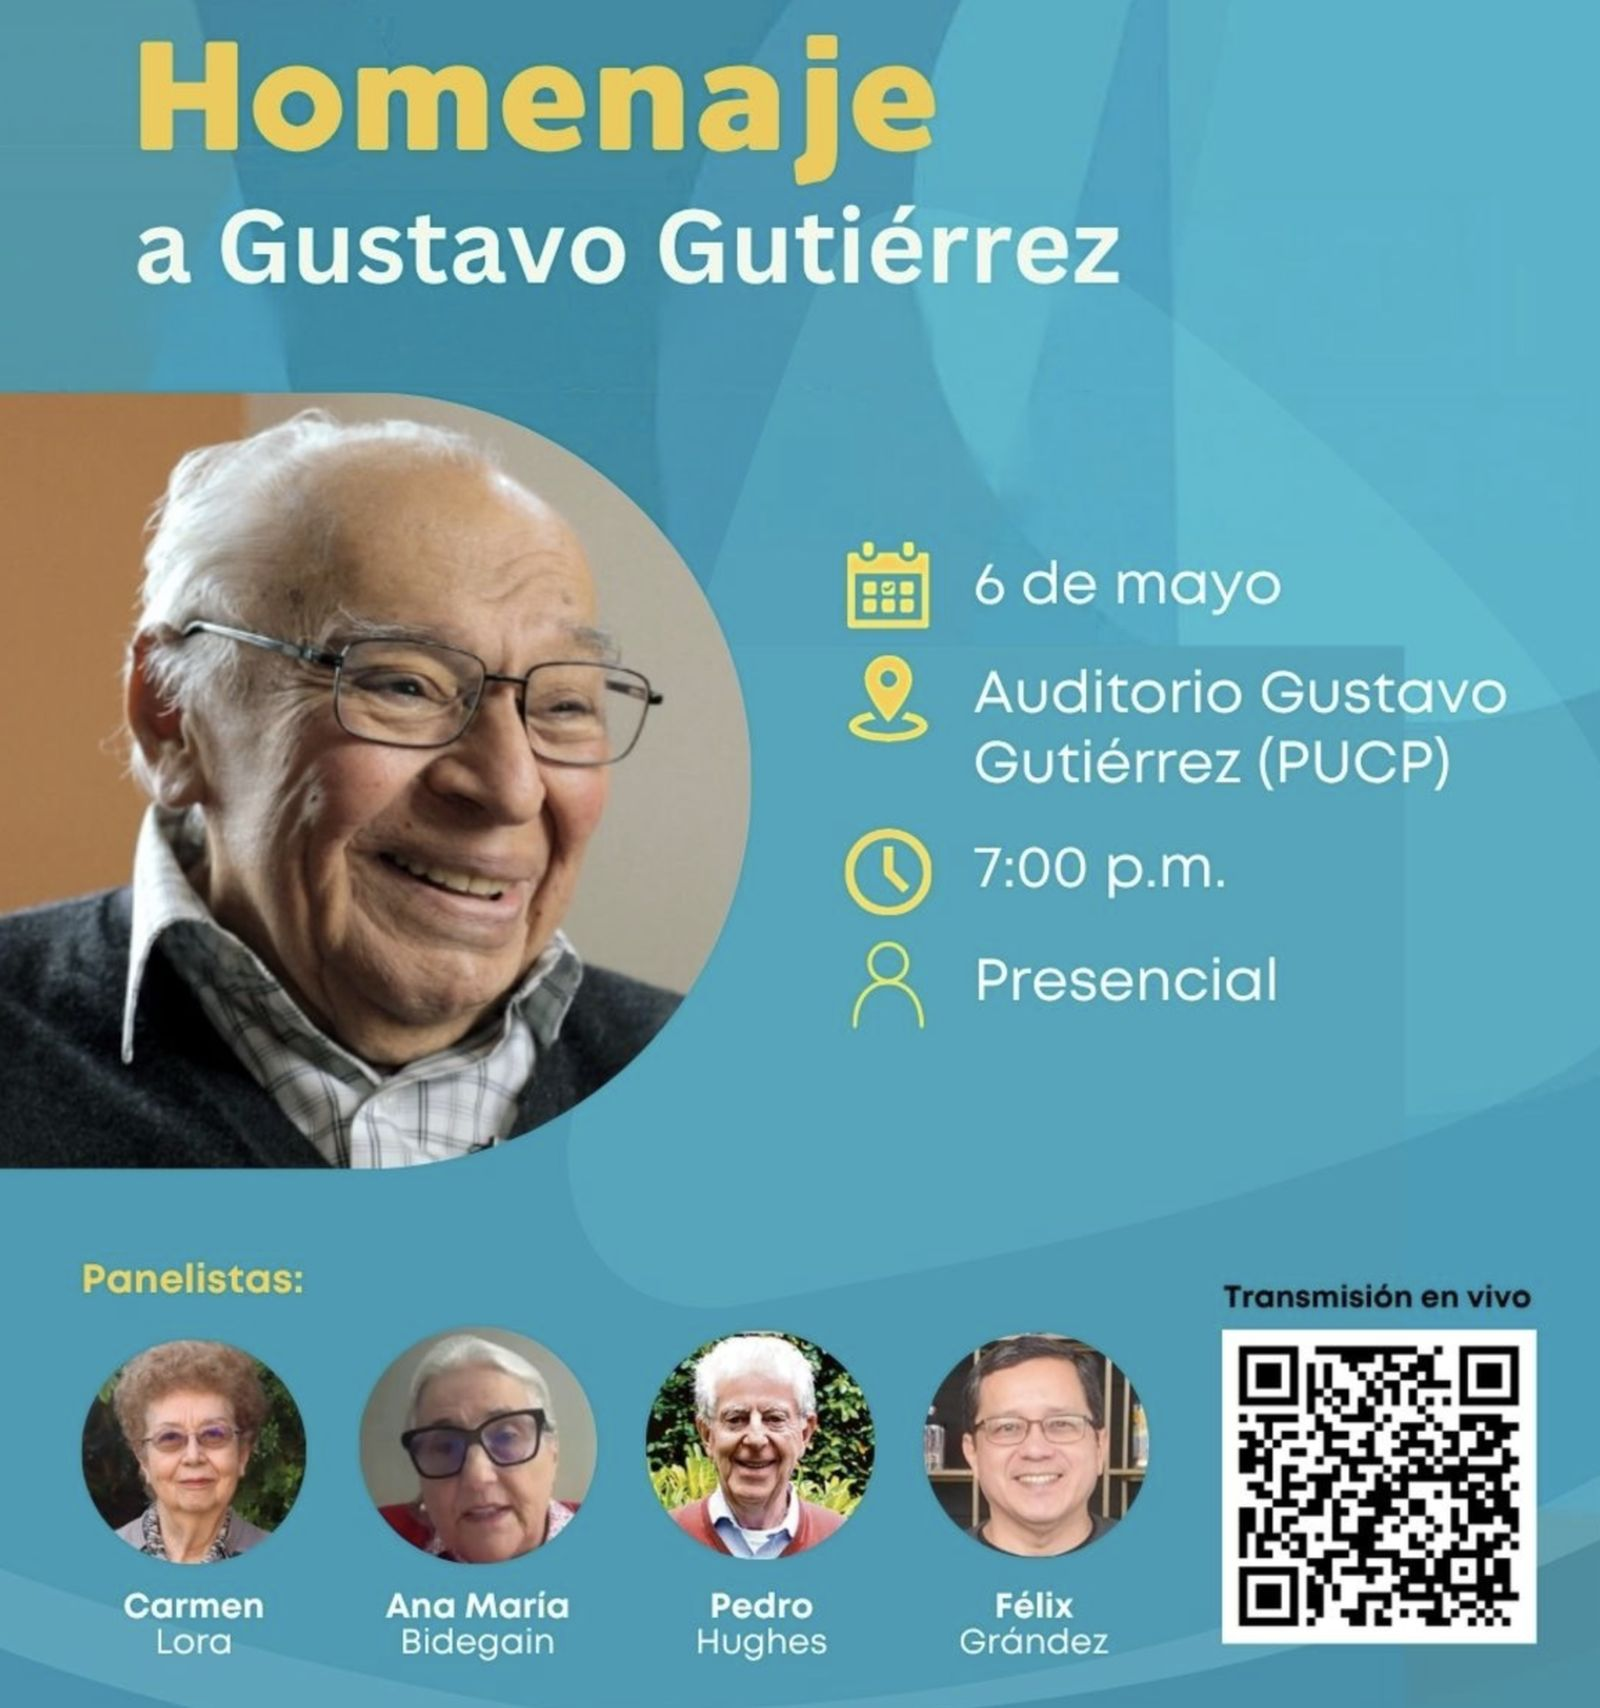 Homenaje
a Gustavo Gutiérrez
6 de mayo
Auditorio Gustavo
Gutiérrez (PUCP)
7:00 p.m.
Presencial
Panelistas:
Transmisión en vivo
Carmen
Lora
Ana María
Bidegain
Pedro
Hughes
Félix
Grández